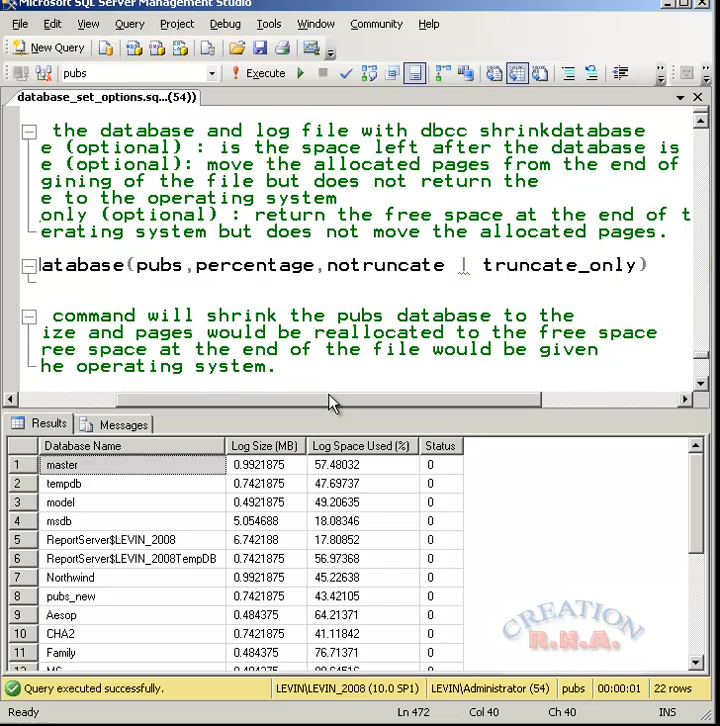 Microsoft SQL Server Management Studio
File Edit View Query Project Debug Tools Window Community Help
New Query
pubs Execute
database_set_options.sq...(54))
the database and log file with dbcc shrinkdatabase
e (optional) : is the space left after the database is
e (optional): move the allocated pages from the end of
gining of the file but does not return the
e to the operating system
only (optional) : return the free space at the end of t
erating system but does not move the allocated pages.
atabase(pubs,percentage,notruncate | truncate_only)
command will shrink the pubs database to the
ize and pages would be reallocated to the free space
ree space at the end of the file would be given
he operating system.
Results Messages
Database Name Log Size (MB) Log Space Used (%) Status
1 master 0.9921875 57.48032 0
2 tempdb 0.7421875 47.69737 0
3 model 0.4921875 49.20635 0
4 msdb 5.054688 18.08346 0
5 ReportServer$LEVIN_2008 6.742188 17.80852 0
6 ReportServer$LEVIN_2008TempDB 0.7421875 56.97368 0
7 Northwind 0.9921875 45.22638 0
8 pubs_new 0.7421875 43.42105 0
9 Aesop 0.484375 64.21371 0
10 CHA2 0.7421875 41.11842 0
11 Family 0.484375 76.71371 0
CREATION
R.N.A.
Query executed successfully. LEVIN\LEVIN_2008 (10.0 SP1) LEVIN\Administrator (54) pubs 00:00:01 22 rows
Ready Ln 472 Col 40 Ch 40 INS